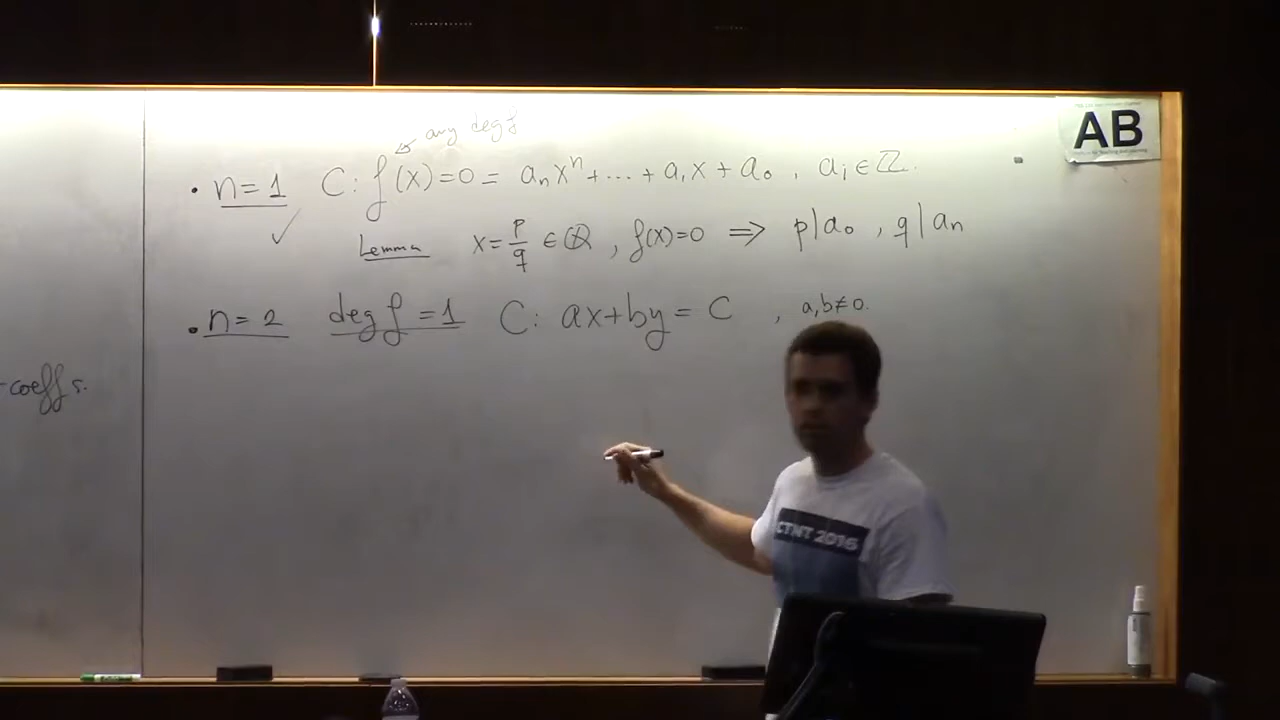 any deg f
• n=1 C: f(x)=0= aₙxⁿ+...+a₁x+a₀, aᵢ∈ℤ.
✓ Lemma x=p/q ∈ℚ, f(x)=0 ⟹ p|a₀, q|aₙ
• n=2 deg f=1 C: ax+by=c, a,b≠0.
-coeffs.
AB
CTNT 2016